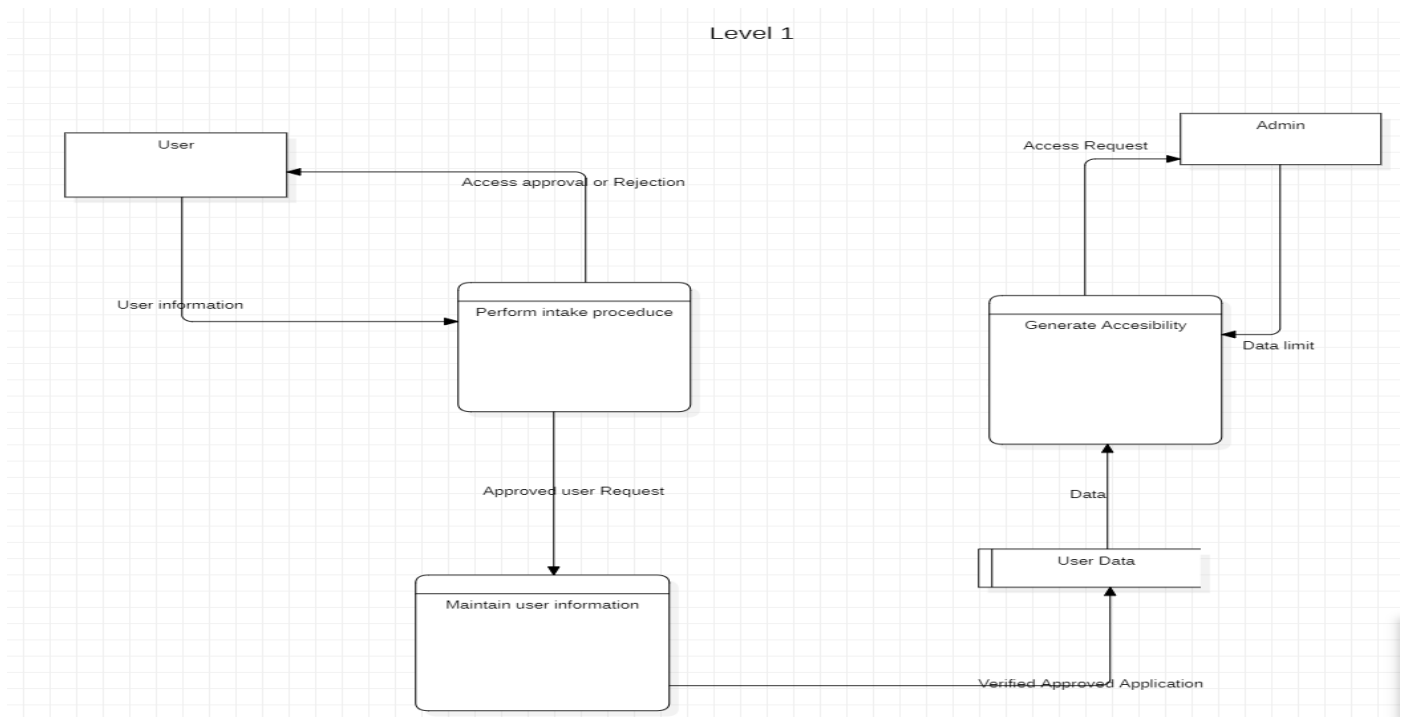 Level 1
User
Admin
Access Request
Access approval or Rejection
User information
Perform intake proceduce
Generate Accesibility
Data limit
Approved user Request
Data
User Data
Maintain user information
Verified Approved Application